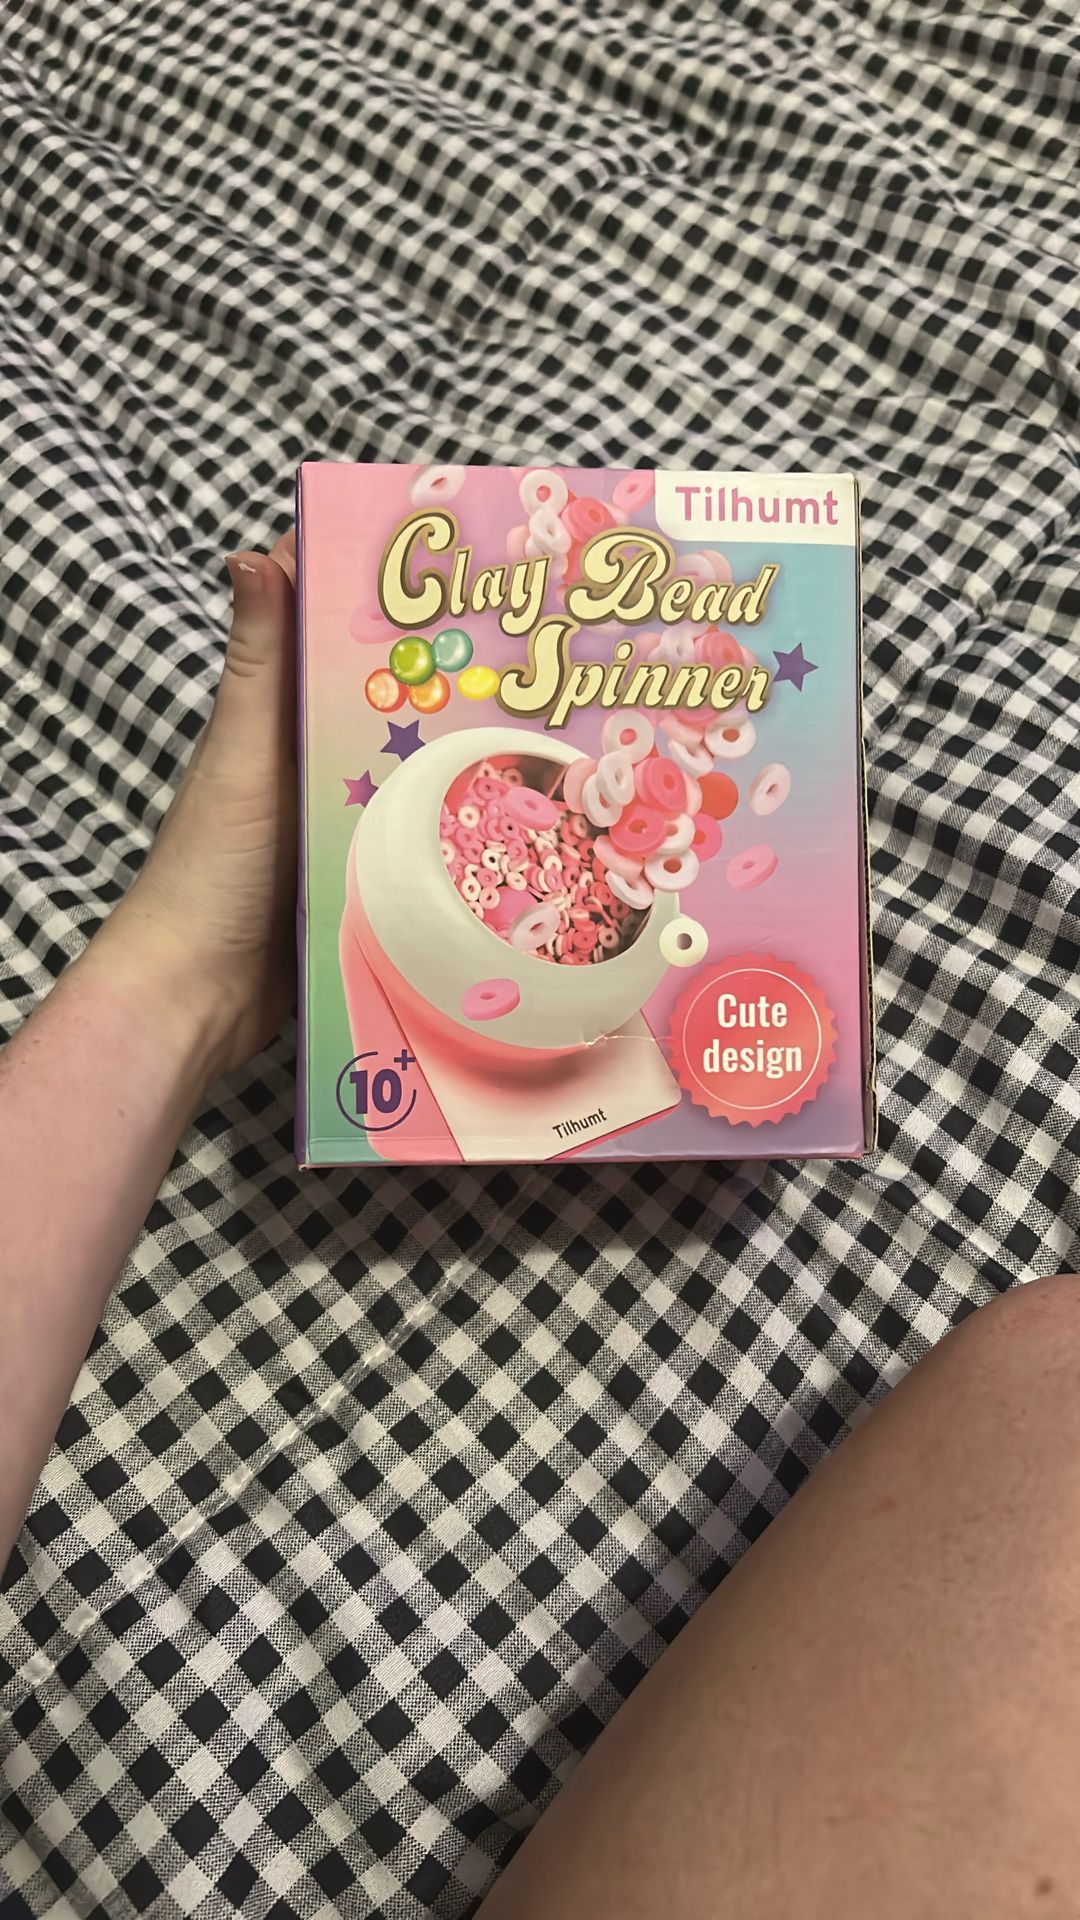 Tilhumt
Clay Bead
Spinner
Cute
design
10+
Tilhumt